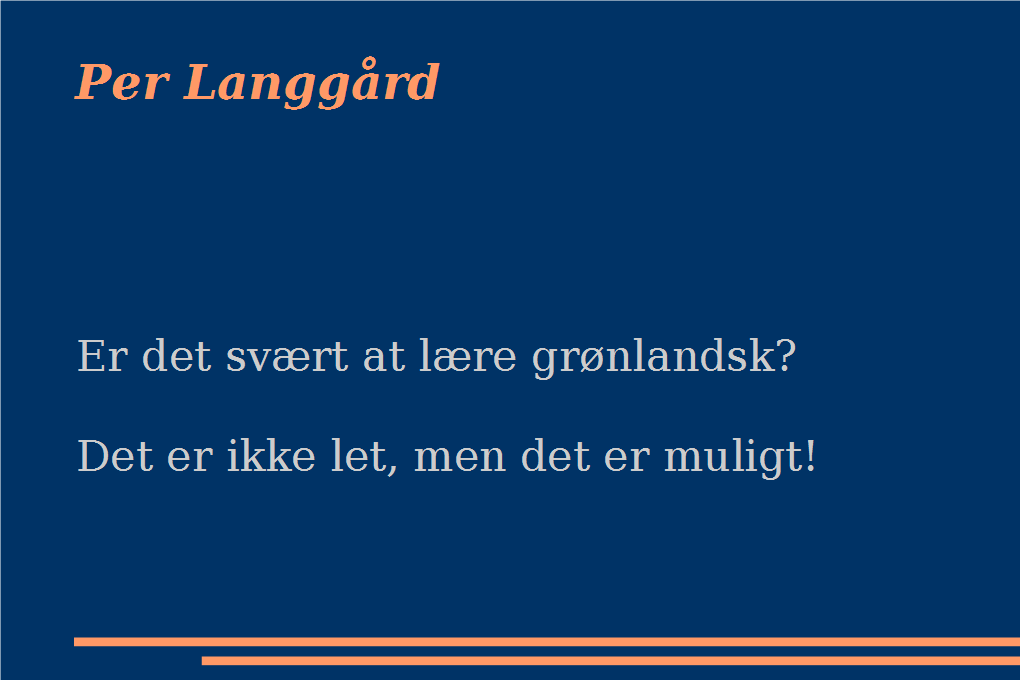 Per Langgård
Er det svært at lære grønlandsk?
Det er ikke let, men det er muligt!